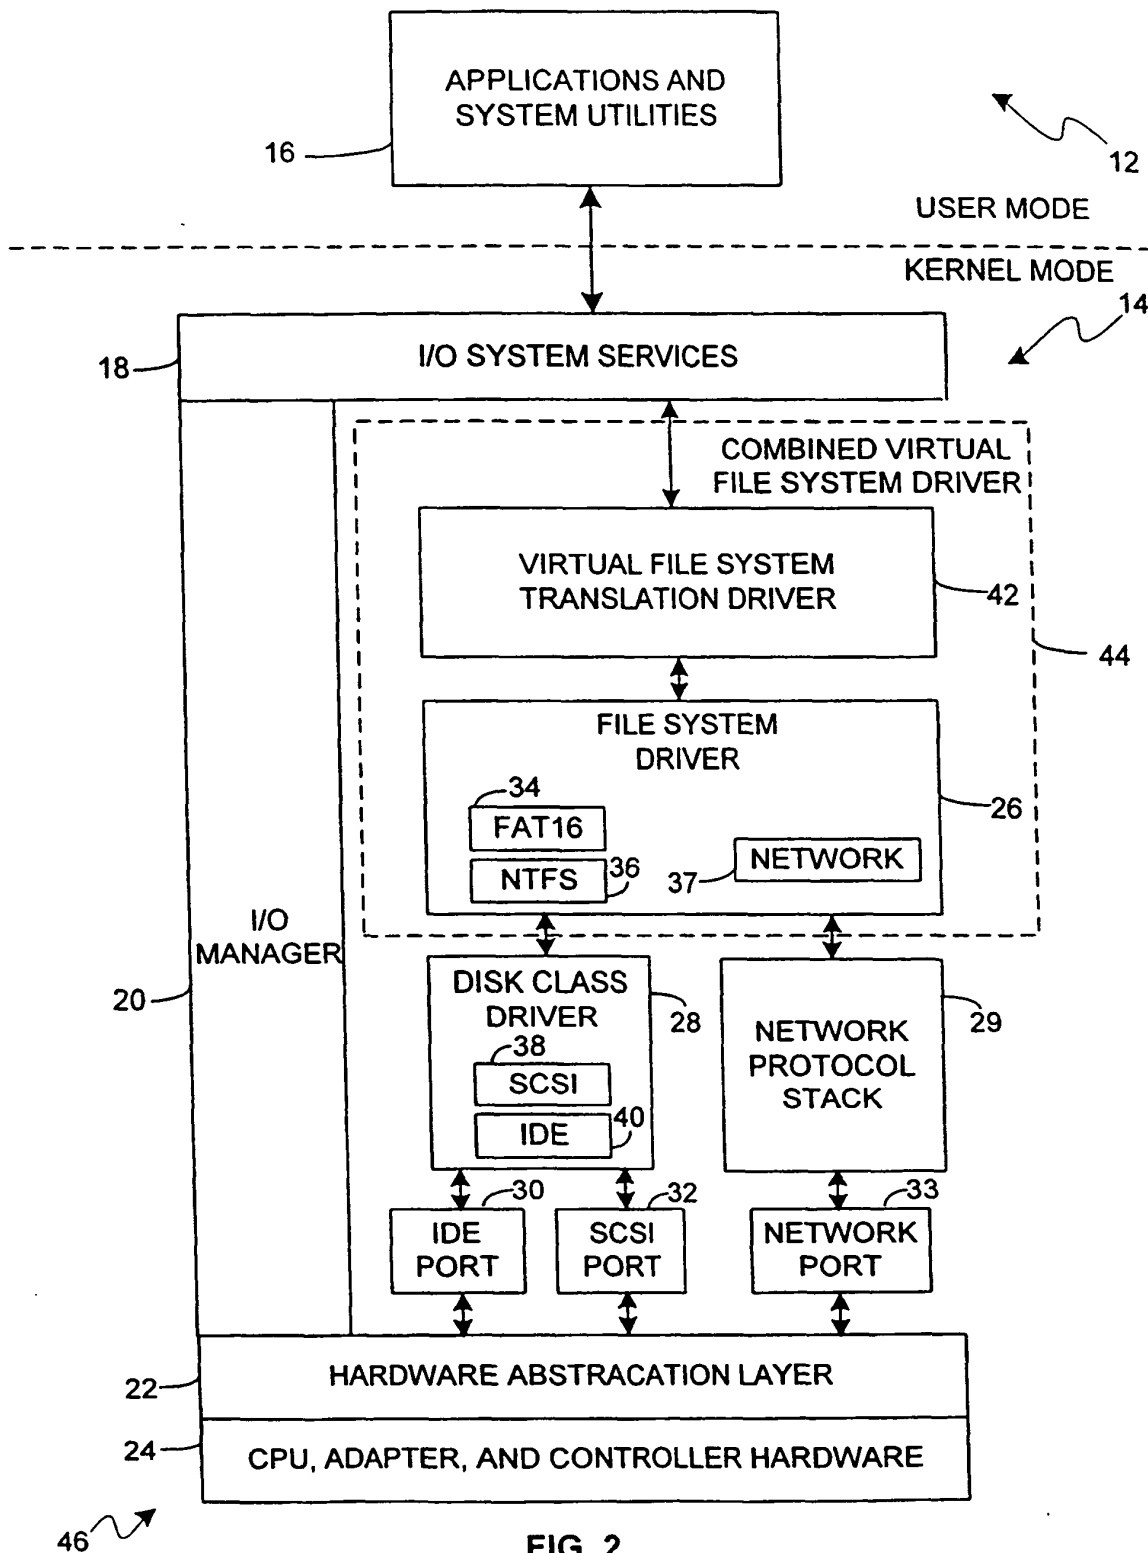 APPLICATIONS AND
SYSTEM UTILITIES
16
12
USER MODE
KERNEL MODE
14
18
I/O SYSTEM SERVICES
COMBINED VIRTUAL
FILE SYSTEM DRIVER
VIRTUAL FILE SYSTEM
TRANSLATION DRIVER
42
44
FILE SYSTEM
DRIVER
34
FAT16
26
NTFS
36
37
NETWORK
I/O
MANAGER
20
DISK CLASS
DRIVER
28
38
SCSI
IDE
40
29
NETWORK
PROTOCOL
STACK
30
IDE
PORT
32
SCSI
PORT
33
NETWORK
PORT
22
HARDWARE ABSTRACATION LAYER
24
CPU, ADAPTER, AND CONTROLLER HARDWARE
46
FIG. 2